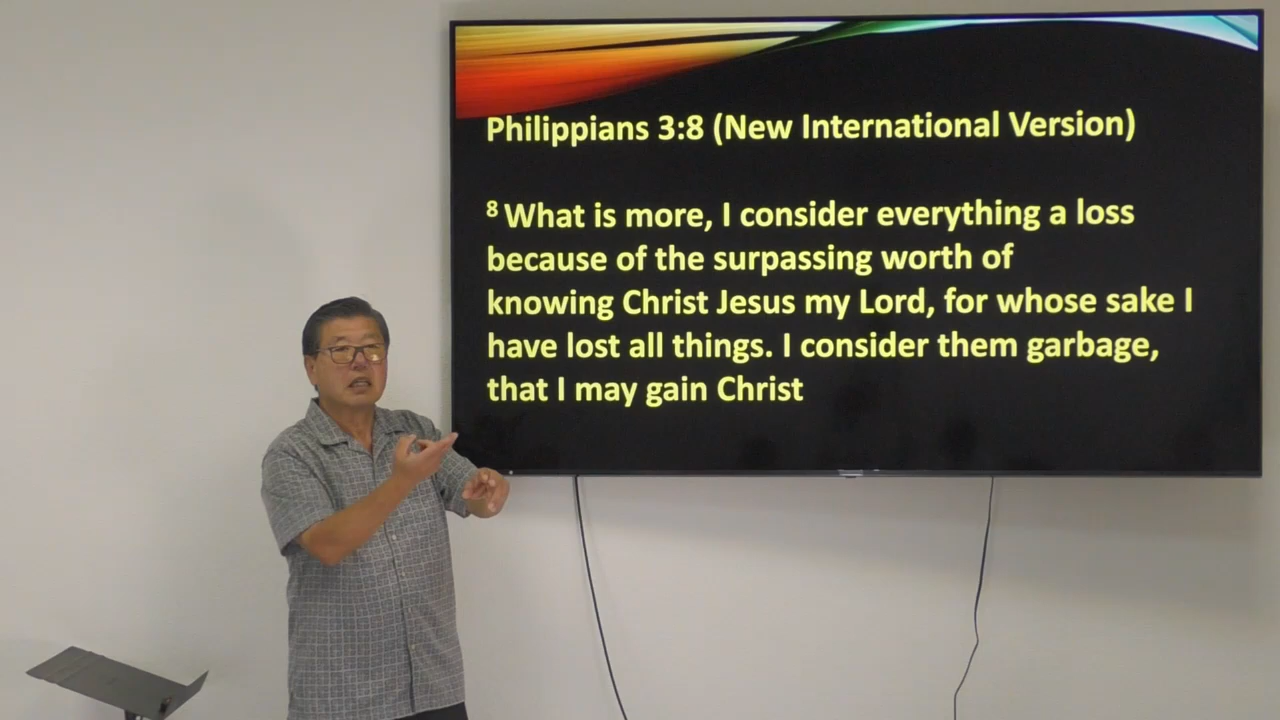 Philippians 3:8 (New International Version)
8 What is more, I consider everything a loss
because of the surpassing worth of
knowing Christ Jesus my Lord, for whose sake I
have lost all things. I consider them garbage,
that I may gain Christ